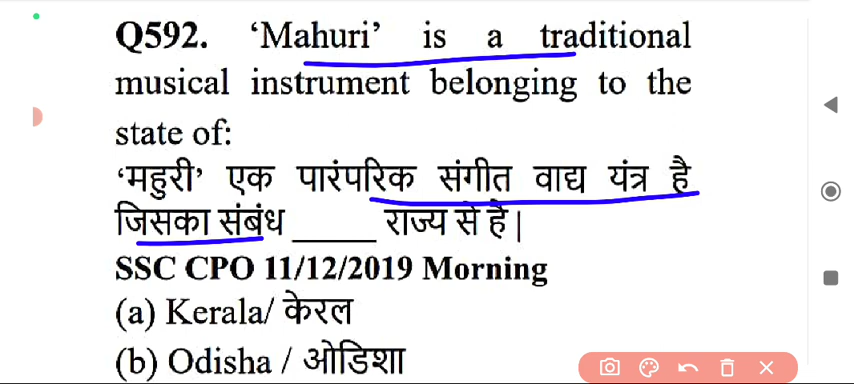 Q592. ‘Mahuri’ is a traditional
musical instrument belonging to the
state of:
‘महुरी’ एक पारंपरिक संगीत वाद्य यंत्र है
जिसका संबंध _____ राज्य से है |
SSC CPO 11/12/2019 Morning
(a) Kerala/ केरल
(b) Odisha / ओडिशा